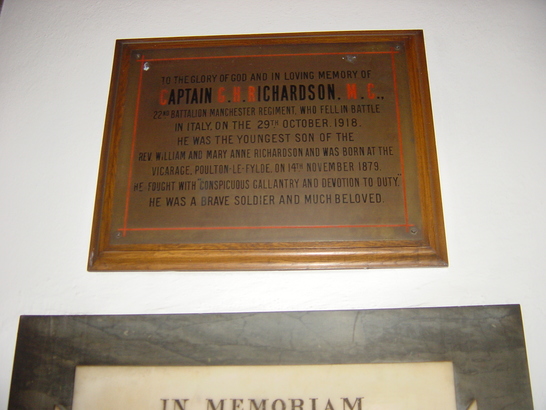 TO THE GLORY OF GOD AND IN LOVING MEMORY OF
CAPTAIN G.H.RICHARDSON, M.C.,
22ND BATTALION MANCHESTER REGIMENT, WHO FELL IN BATTLE
IN ITALY, ON THE 29TH OCTOBER, 1918.
HE WAS THE YOUNGEST SON OF THE
REV. WILLIAM AND MARY ANNE RICHARDSON AND WAS BORN AT THE
VICARAGE, POULTON-LE-FYLDE, ON 14TH NOVEMBER 1879.
HE FOUGHT WITH "CONSPICUOUS GALLANTRY AND DEVOTION TO DUTY."
HE WAS A BRAVE SOLDIER AND MUCH BELOVED.
IN MEMORIAM